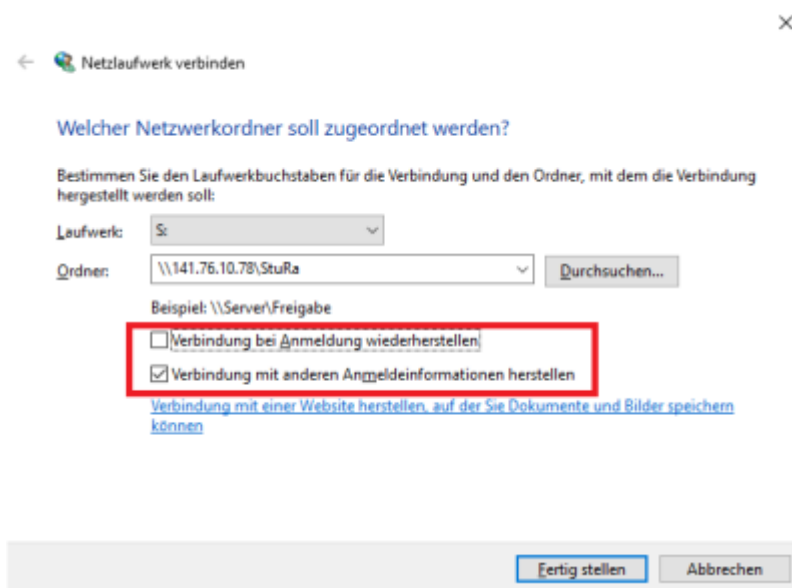 Netzlaufwerk verbinden
Welcher Netzwerkordner soll zugeordnet werden?
Bestimmen Sie den Laufwerkbuchstaben für die Verbindung und den Ordner, mit dem die Verbindung
hergestellt werden soll:
Laufwerk: S:
Ordner: \\141.76.10.78\StuRa Durchsuchen...
Beispiel: \\Server\Freigabe
Verbindung bei Anmeldung wiederherstellen
Verbindung mit anderen Anmeldeinformationen herstellen
Verbindung mit einer Website herstellen, auf der Sie Dokumente und Bilder speichern
können
Fertig stellen Abbrechen